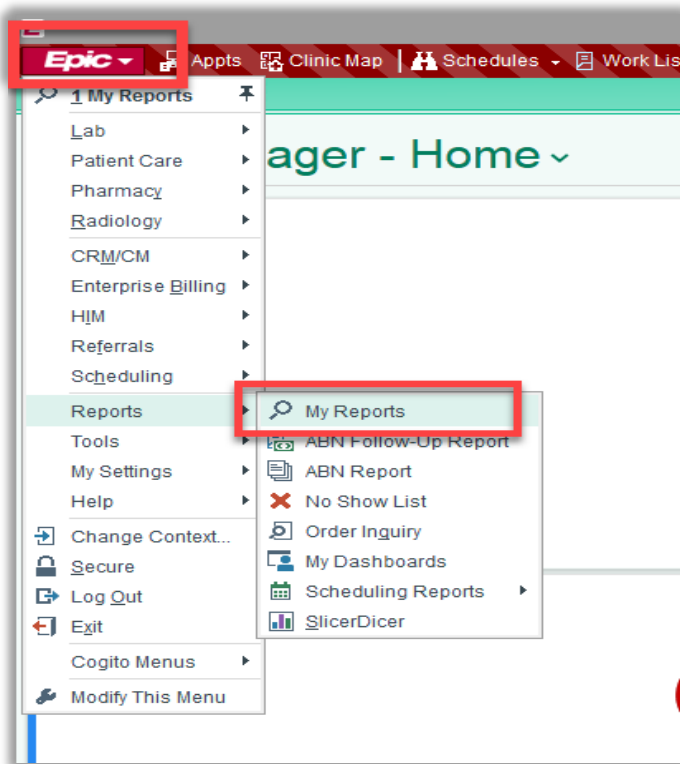 Epic Appts Clinic Map Schedules Work Lis
1 My Reports
ager - Home
Lab
Patient Care
Pharmacy
Radiology
CRM/CM
Enterprise Billing
HIM
Referrals
Scheduling
Reports
Tools
My Settings
Help
Change Context...
Secure
Log Out
Exit
Cogito Menus
Modify This Menu
My Reports
ABN Follow-Up Report
ABN Report
No Show List
Order Inquiry
My Dashboards
Scheduling Reports
SlicerDicer